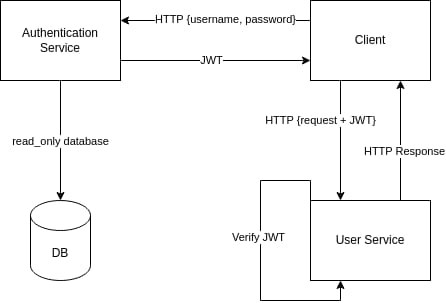 Authentication
Service
HTTP {username, password}
Client
JWT
HTTP {request + JWT}
read_only database
HTTP Response
Verify JWT
User Service
DB